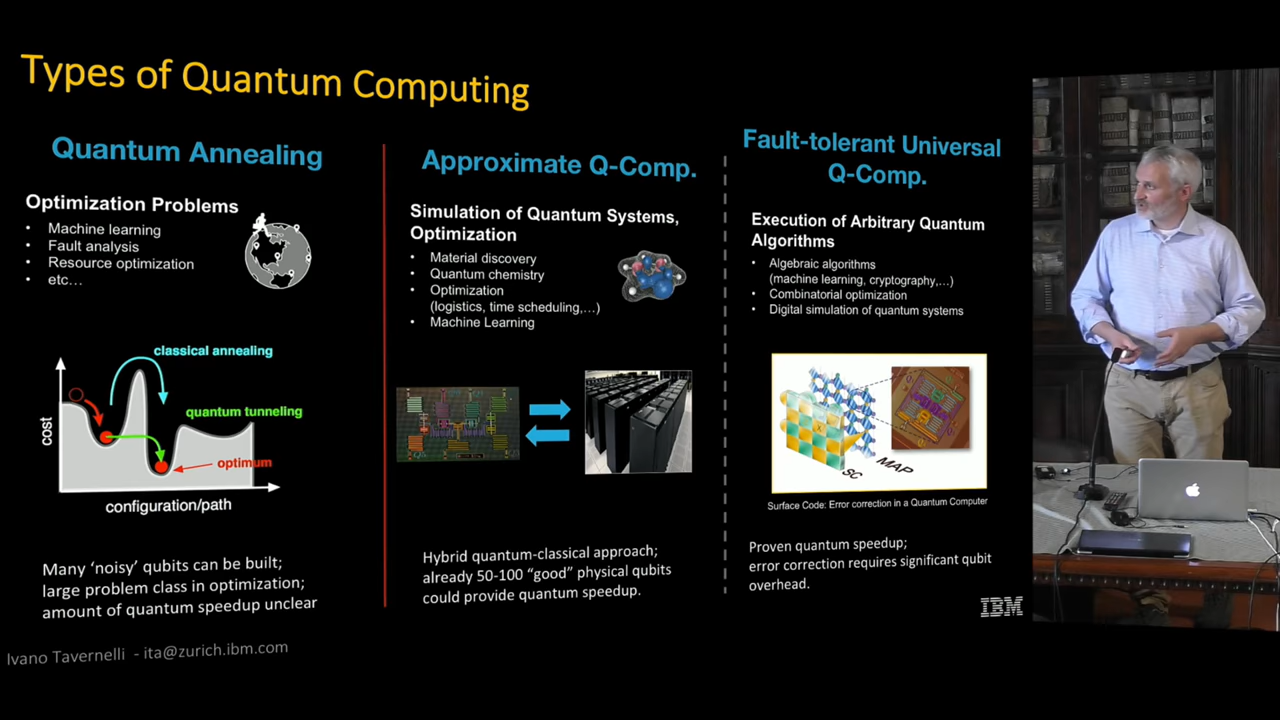 Types of Quantum Computing
Quantum Annealing
Optimization Problems
• Machine learning
• Fault analysis
• Resource optimization
• etc…
classical annealing
quantum tunneling
optimum
cost
configuration/path
Many ‘noisy’ qubits can be built;
large problem class in optimization;
amount of quantum speedup unclear
Approximate Q-Comp.
Simulation of Quantum Systems,
Optimization
• Material discovery
• Quantum chemistry
• Optimization
(logistics, time scheduling,…)
• Machine Learning
Hybrid quantum-classical approach;
already 50-100 “good” physical qubits
could provide quantum speedup.
Fault-tolerant Universal
Q-Comp.
Execution of Arbitrary Quantum
Algorithms
• Algebraic algorithms
(machine learning, cryptography,…)
• Combinatorial optimization
• Digital simulation of quantum systems
SC
MAP
Surface Code: Error correction in a Quantum Computer
Proven quantum speedup;
error correction requires significant qubit
overhead.
IBM
Ivano Tavernelli - ita@zurich.ibm.com